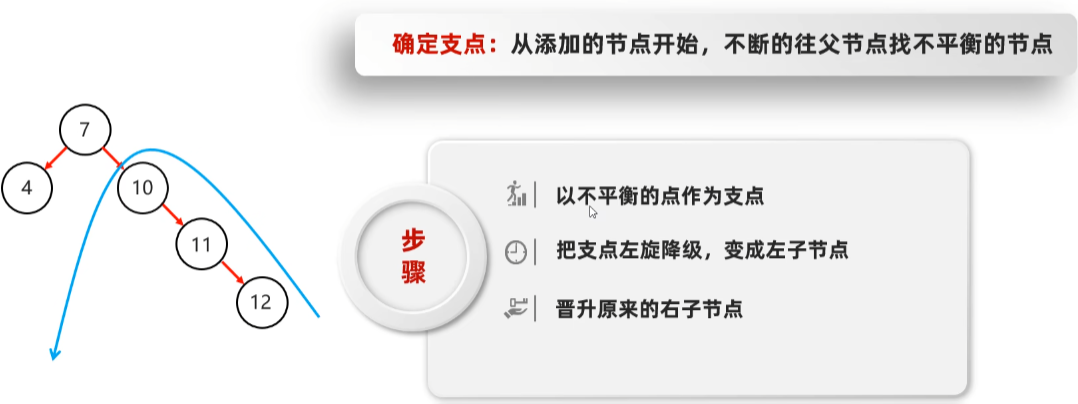 确定支点：从添加的节点开始，不断的往父节点找不平衡的节点
7
4
10
11
12
步
骤
以不平衡的点作为支点
把支点左旋降级，变成左子节点
晋升原来的右子节点